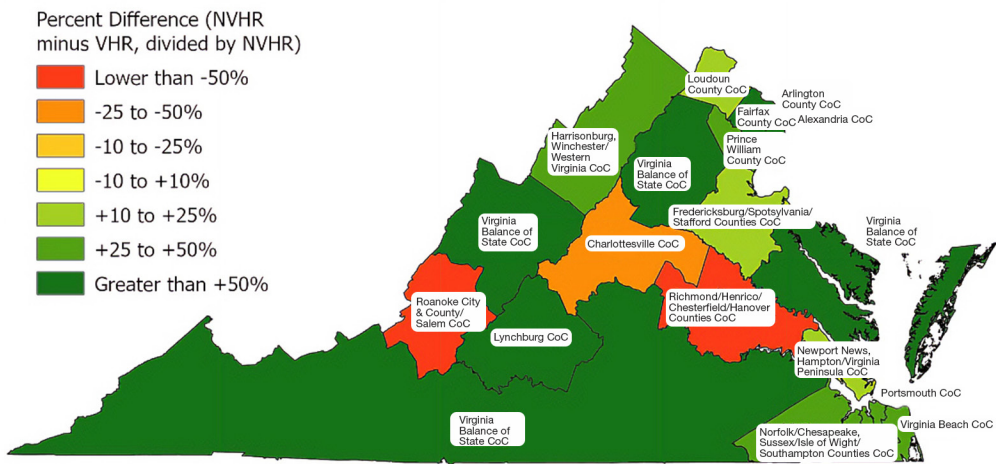 Percent Difference (NVHR
minus VHR, divided by NVHR)
Lower than -50%
-25 to -50%
-10 to -25%
-10 to +10%
+10 to +25%
+25 to +50%
Greater than +50%
Loudoun
County CoC
Arlington
County CoC
Fairfax
County CoC
Alexandria CoC
Prince
William
County CoC
Harrisonburg,
Winchester/
Western
Virginia CoC
Virginia
Balance of
State CoC
Fredericksburg/Spotsylvania/
Stafford Counties CoC
Virginia
Balance of
State CoC
Virginia
Balance of
State CoC
Charlottesville CoC
Roanoke City
& County/
Salem CoC
Richmond/Henrico/
Chesterfield/Hanover
Counties CoC
Lynchburg CoC
Newport News,
Hampton/Virginia
Peninsula CoC
Portsmouth CoC
Virginia
Balance of
State CoC
Norfolk/Chesapeake,
Sussex/Isle of Wight/
Southampton Counties CoC
Virginia Beach CoC